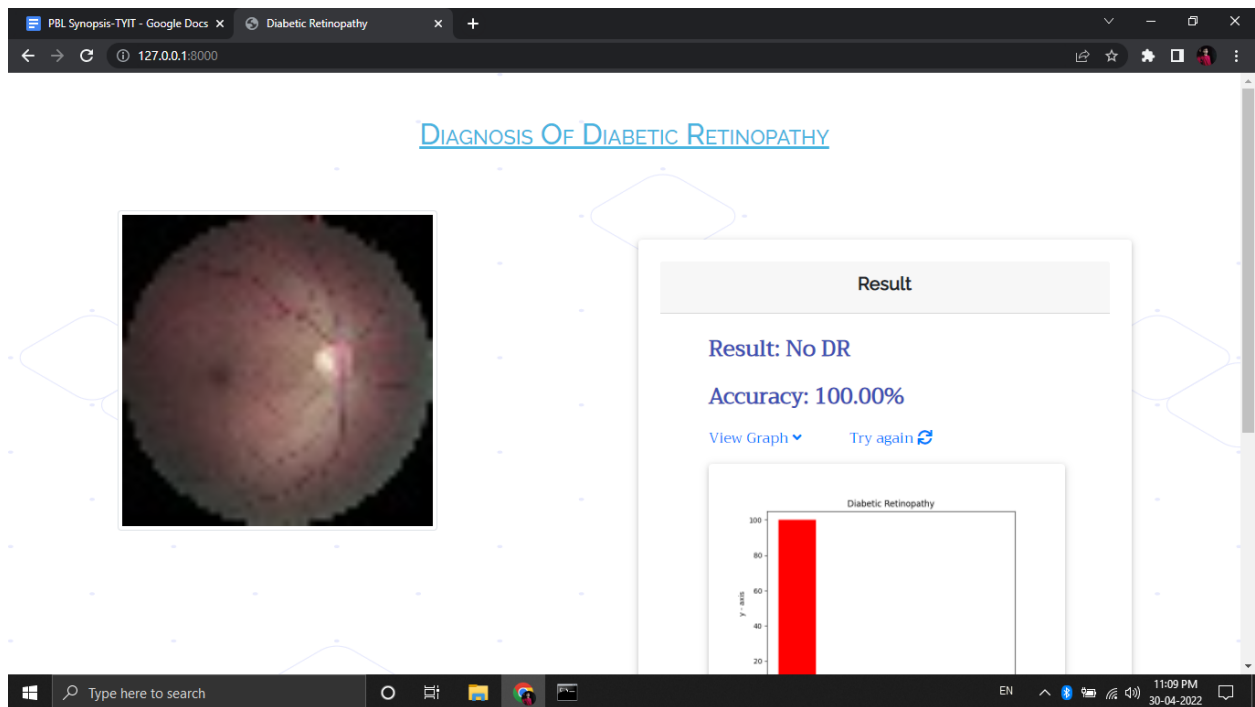 PBL Synopsis-TYIT - Google Docs
Diabetic Retinopathy
127.0.0.1:8000
DIAGNOSIS OF DIABETIC RETINOPATHY
Result
Result: No DR
Accuracy: 100.00%
View Graph
Try again
Diabetic Retinopathy
100
80
60
40
20
y - axis
Type here to search
EN
11:09 PM
30-04-2022